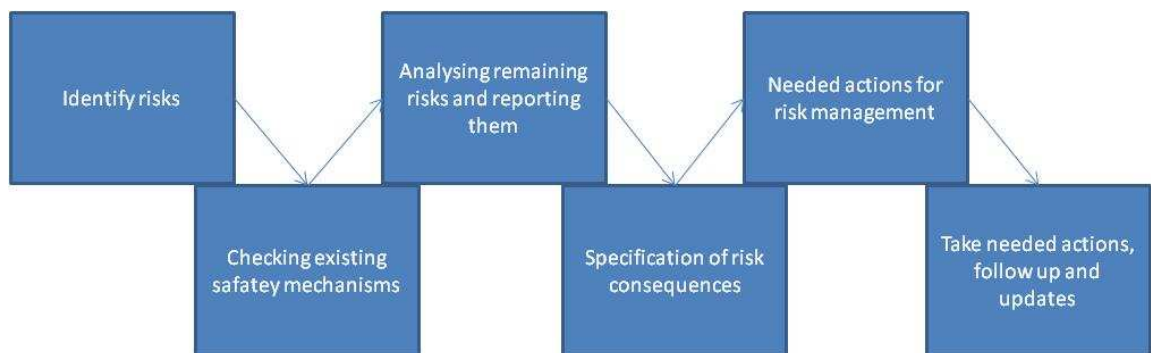 Identify risks
Checking existing
safatey mechanisms
Analysing remaining
risks and reporting
them
Specification of risk
consequences
Needed actions for
risk management
Take needed actions,
follow up and
updates